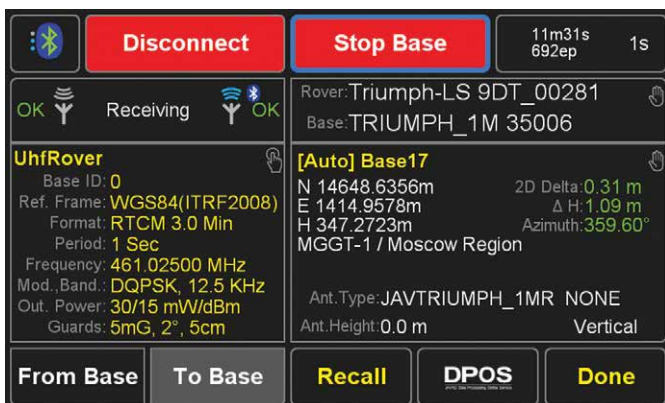 Disconnect
Stop Base
11m31s
692ep
1s
OK
Receiving
OK
Rover:Triumph-LS 9DT_00281
Base:TRIUMPH_1M 35006
UhfRover
Base ID: 0
Ref. Frame: WGS84(ITRF2008)
Format: RTCM 3.0 Min
Period: 1 Sec
Frequency: 461.02500 MHz
Mod.,Band.: DQPSK, 12.5 KHz
Out. Power: 30/15 mW/dBm
Guards: 5mG, 2°, 5cm
[Auto] Base17
N 14648.6356m 2D Delta:0.31 m
E 1414.9578m Δ H:1.09 m
H 347.2723m Azimuth:359.60°
MGGT-1 / Moscow Region
Ant.Type:JAVTRIUMPH_1MR NONE
Ant.Height:0.0 m Vertical
From Base
To Base
Recall
DPOS
Done